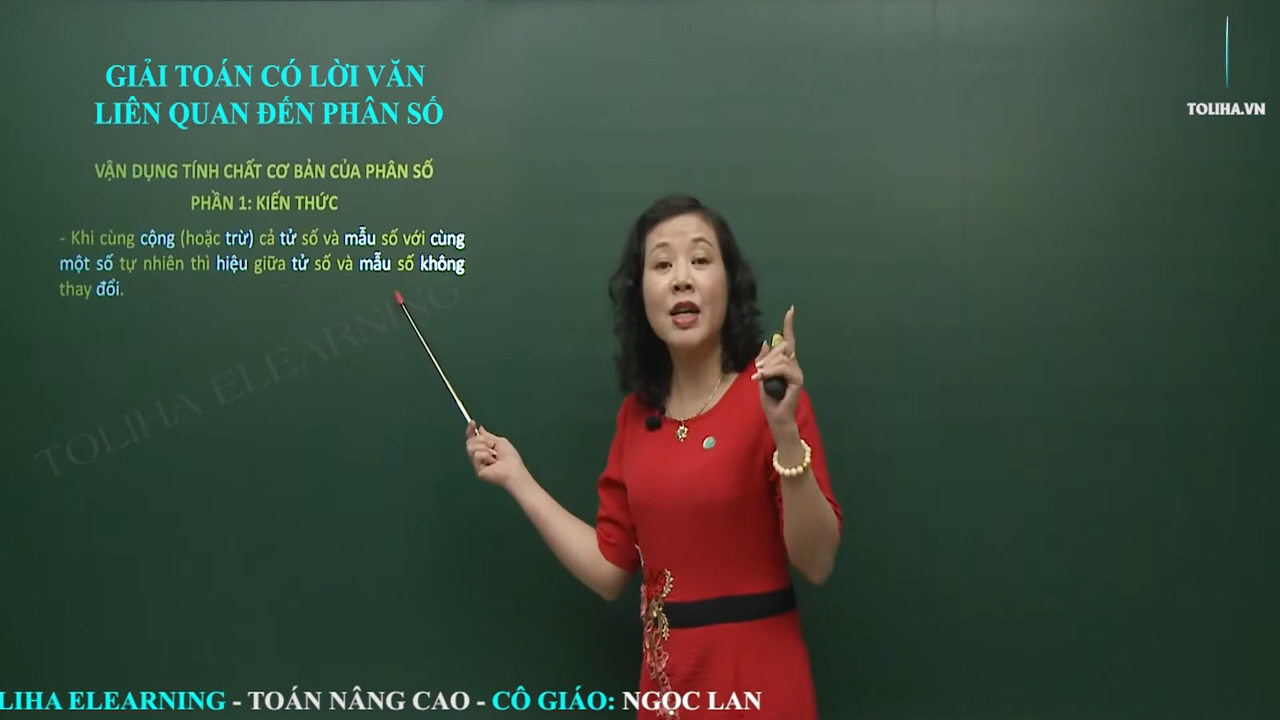 GIẢI TOÁN CÓ LỜI VĂN
LIÊN QUAN ĐẾN PHÂN SỐ
TOLIHA.VN
VẬN DỤNG TÍNH CHẤT CƠ BẢN CỦA PHÂN SỐ
PHẦN 1: KIẾN THỨC
- Khi cùng cộng (hoặc trừ) cả tử số và mẫu số với cùng
một số tự nhiên thì hiệu giữa tử số và mẫu số không
thay đổi.
TOLIHA ELEARNING
LIHA ELEARNING - TOÁN NÂNG CAO - CÔ GIÁO: NGỌC LAN